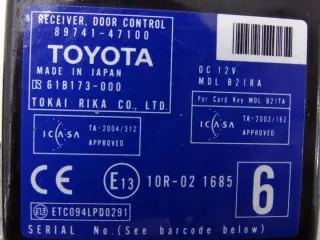 RECEIVER, DOOR CONTROL
89741-47100
TOYOTA
MADE IN JAPAN
61B173-000
TOKAI RIKA CO., LTD.
DC 12V
MDL B21RA
For Card Key MDL B21TA
ICASA
TA-2004/312
APPROVED
ICASA
TA-2003/162
APPROVED
CE
E13
10R-02 1685
6
E13
ETC094LPD0291
SERIAL No. (See barcode below)